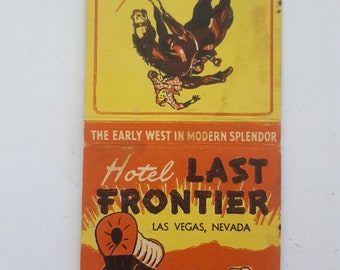 THE EARLY WEST IN MODERN SPLENDOR
Hotel LAST
FRONTIER
LAS VEGAS, NEVADA